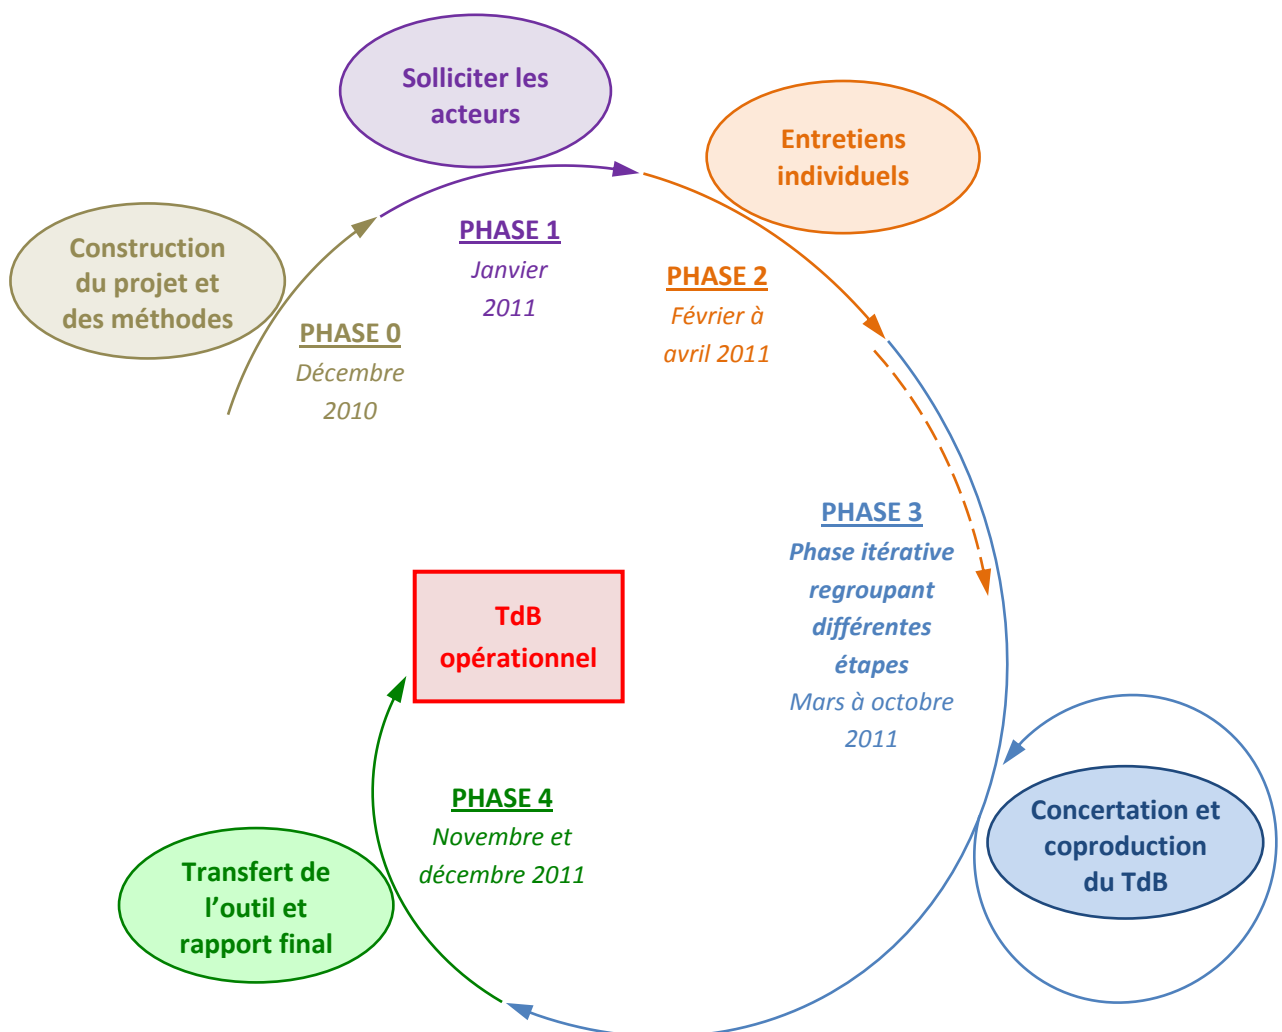 Construction
du projet et
des méthodes
PHASE 0
Décembre
2010
Solliciter les
acteurs
PHASE 1
Janvier
2011
Entretiens
individuels
PHASE 2
Février à
avril 2011
PHASE 3
Phase itérative
regroupant
différentes
étapes
Mars à octobre
2011
Concertation et
coproduction
du TdB
PHASE 4
Novembre et
décembre 2011
Transfert de
l’outil et
rapport final
TdB
opérationnel